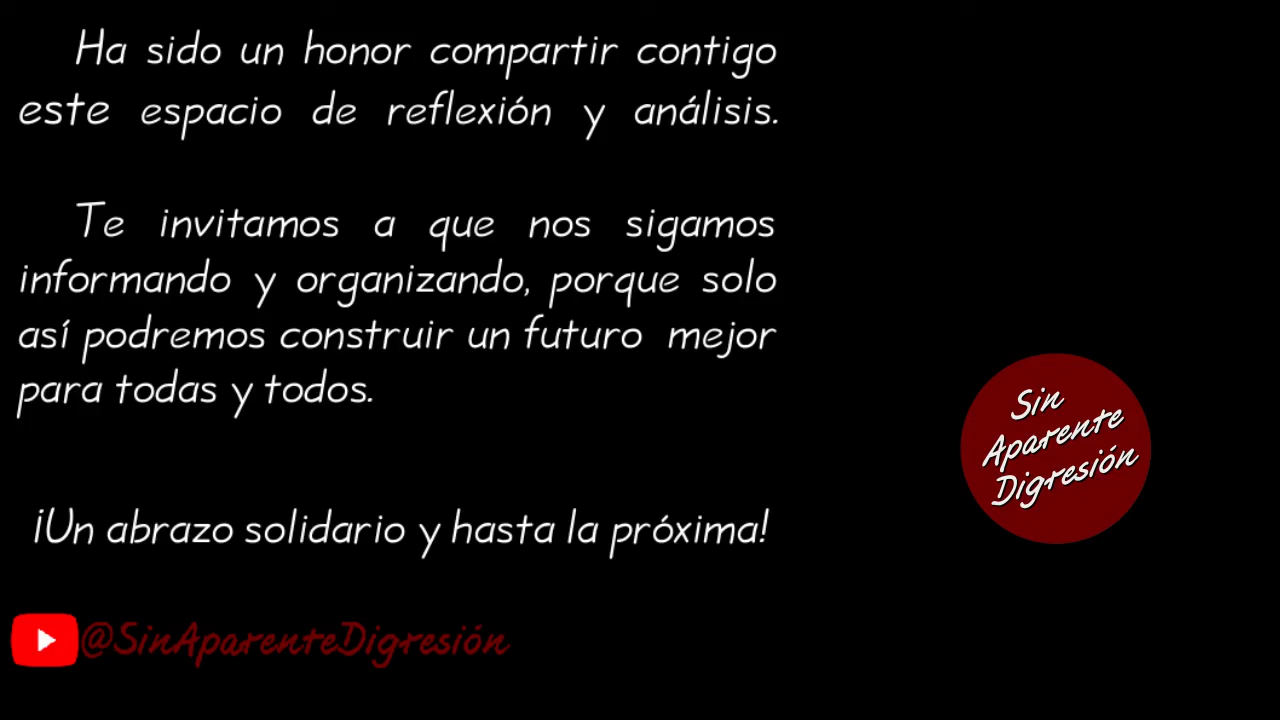 Ha sido un honor compartir contigo
este espacio de reflexión y análisis.
Te invitamos a que nos sigamos
informando y organizando, porque solo
así podremos construir un futuro mejor
para todas y todos.
¡Un abrazo solidario y hasta la próxima!
@SinAparenteDigresión
Sin
Aparente
Digresión